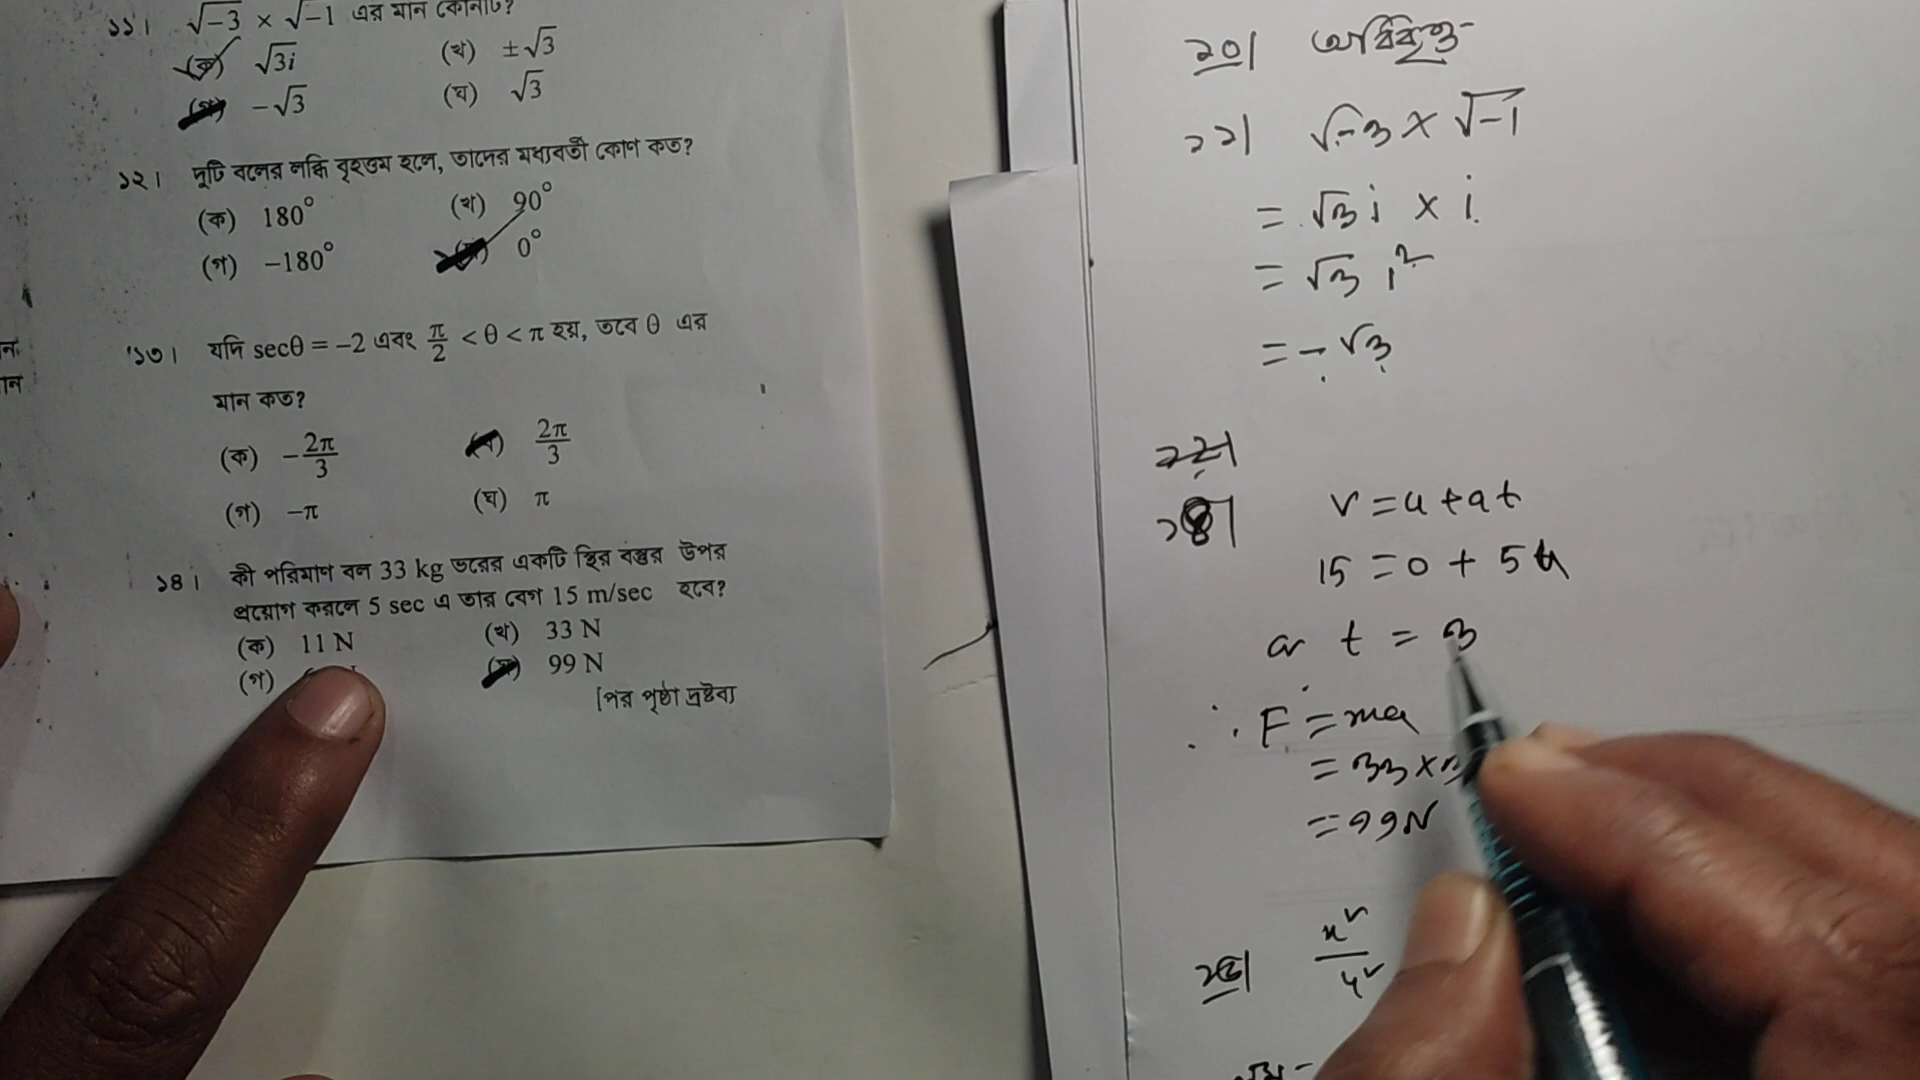 ১১। √-3 × √-1 এর মান কোনটি?
(ক) √3i (খ) ±√3
(গ) -√3 (ঘ) √3
১২। দুটি বলের লব্ধি বৃহত্তম হলে, তাদের মধ্যবর্তী কোণ কত?
(ক) 180° (খ) 90°
(গ) -180° 0°
১৩। যদি secθ = -2 এবং π/2 < θ < π হয়, তবে θ এর
মান কত?
(ক) -2π/3 2π/3
(গ) -π (ঘ) π
১৪। কী পরিমাণ বল 33 kg ভরের একটি স্থির বস্তুর উপর
প্রয়োগ করলে 5 sec এ তার বেগ 15 m/sec হবে?
(ক) 11 N (খ) 33 N
(গ) 99 N
[পর পৃষ্ঠা দ্রষ্টব্য
মান
১০। অধিবৃত্ত
১১। √-3 × √-1
= √3 i × i
= √3 i²
= -√3
১২।
১৪।
v = u + at
15 = 0 + 5a
a t = 3
∴ F = ma
= 33 ×
= 99N